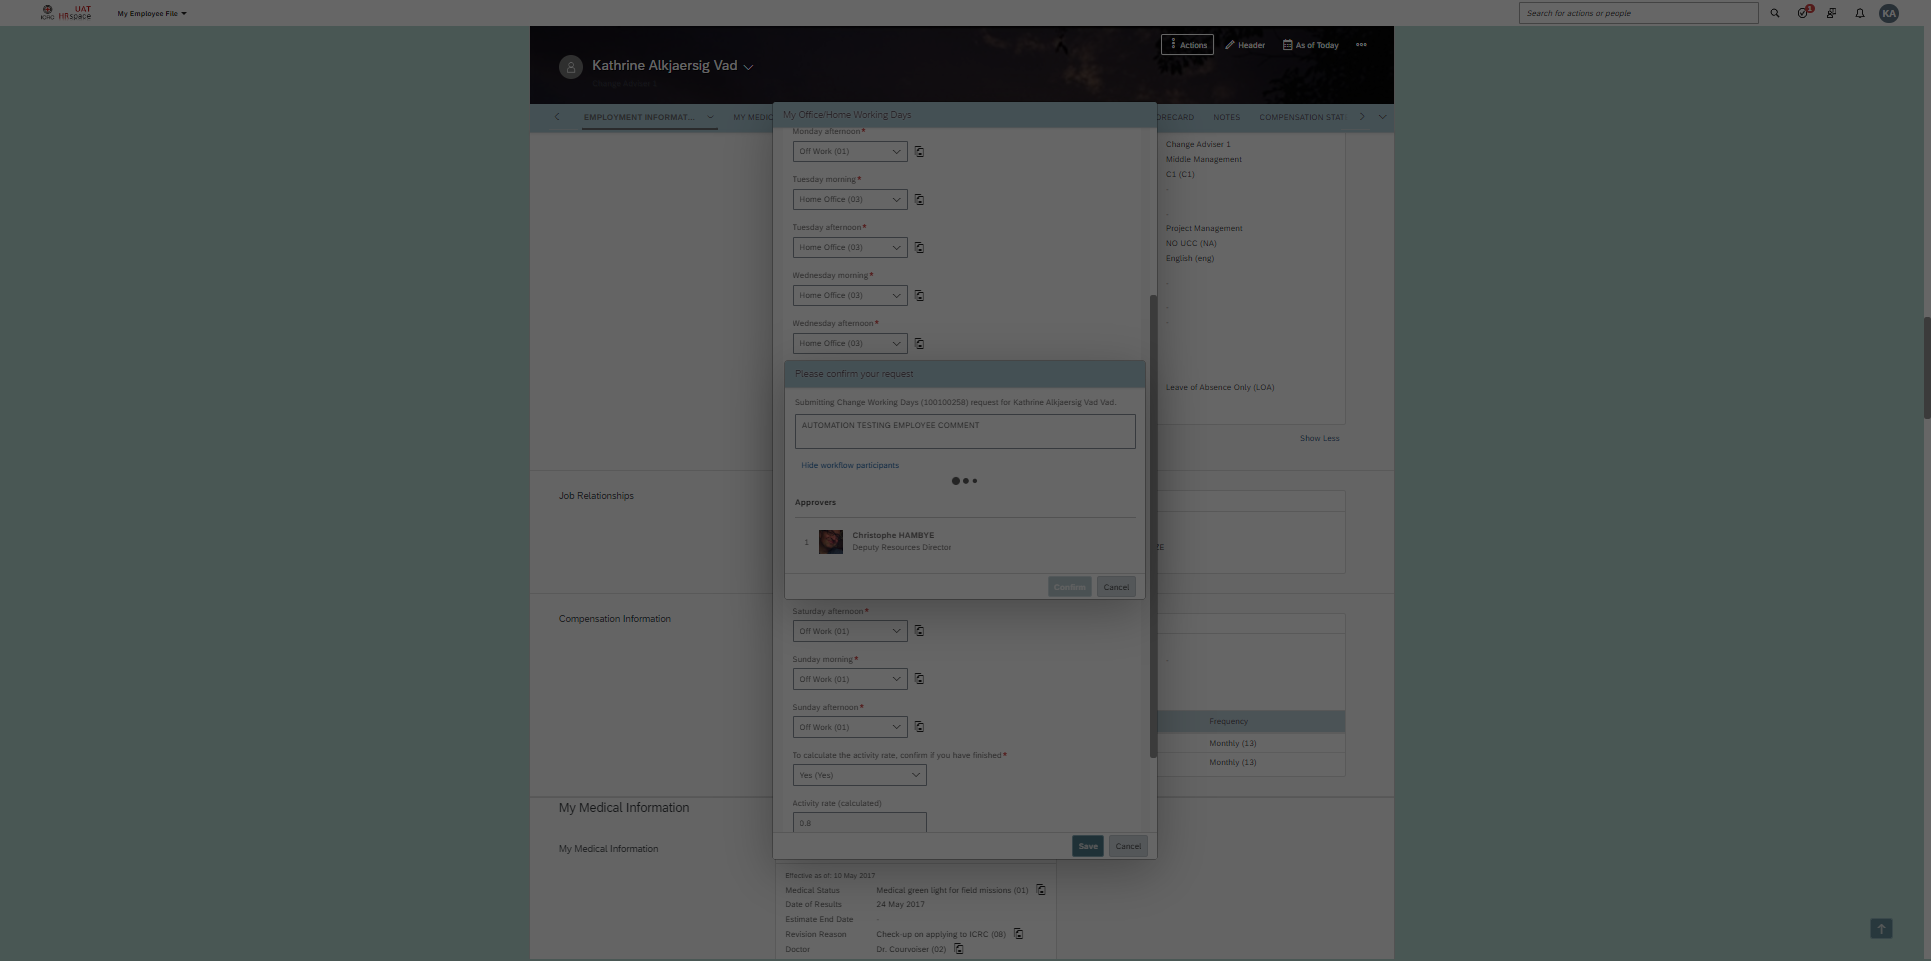 ICRC UAT HRspace
My Employee File
Search for actions or people
1
KA
Actions
Header
As of Today
Kathrine Alkjaersig Vad
Change Adviser 1
EMPLOYMENT INFORMAT...
MY MEDIC
ORECARD
NOTES
COMPENSATION STAT
My Office/Home Working Days
Monday afternoon*
Off Work (01)
Tuesday morning*
Home Office (03)
Tuesday afternoon*
Home Office (03)
Wednesday morning*
Home Office (03)
Wednesday afternoon*
Home Office (03)
Please confirm your request
Submitting Change Working Days (100100258) request for Kathrine Alkjaersig Vad Vad.
AUTOMATION TESTING EMPLOYEE COMMENT
Hide workflow participants
Approvers
1
Christophe HAMBYE
Deputy Resources Director
Confirm
Cancel
Saturday afternoon*
Off Work (01)
Sunday morning*
Off Work (01)
Sunday afternoon*
Off Work (01)
To calculate the activity rate, confirm if you have finished*
Yes (Yes)
Activity rate (calculated)
0.8
Save
Cancel
Change Adviser 1
Middle Management
C1 (C1)
-
-
Project Management
NO UCC (NA)
English (eng)
-
-
-
Leave of Absence Only (LOA)
Show Less
Job Relationships
ZE
Compensation Information
-
Frequency
Monthly (13)
Monthly (13)
My Medical Information
My Medical Information
Effective as of: 10 May 2017
Medical Status Medical green light for field missions (01)
Date of Results 24 May 2017
Estimate End Date -
Revision Reason Check-up on applying to ICRC (08)
Doctor Dr. Courvoiser (02)